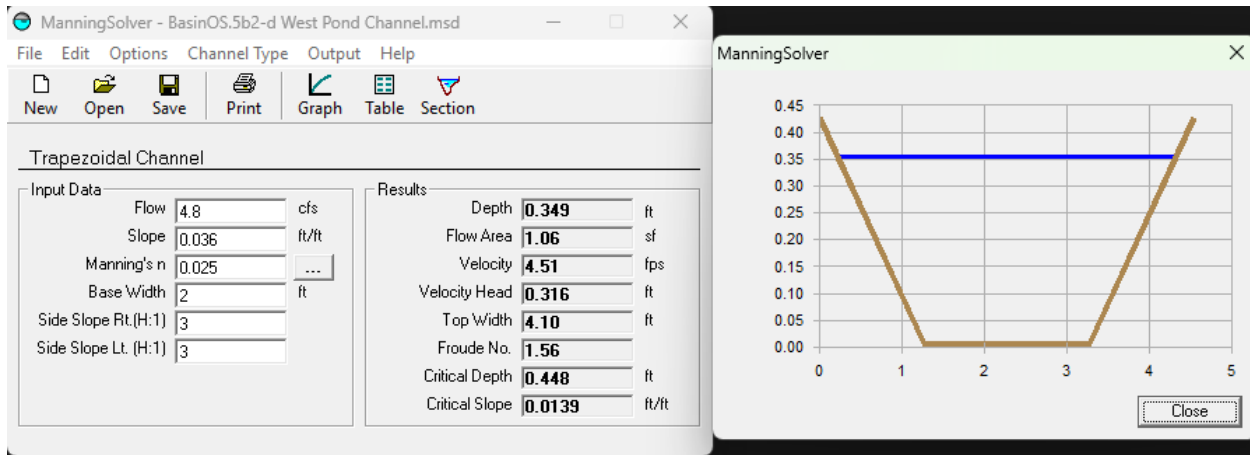 ManningSolver - BasinOS.5b2-d West Pond Channel.msd
File Edit Options Channel Type Output Help
New Open Save Print Graph Table Section
Trapezoidal Channel
Input Data
Flow 4.8 cfs
Slope 0.036 ft/ft
Manning's n 0.025 ...
Base Width 2 ft
Side Slope Rt.(H:1) 3
Side Slope Lt. (H:1) 3
Results
Depth 0.349 ft
Flow Area 1.06 sf
Velocity 4.51 fps
Velocity Head 0.316 ft
Top Width 4.10 ft
Froude No. 1.56
Critical Depth 0.448 ft
Critical Slope 0.0139 ft/ft
ManningSolver
0.45
0.40
0.35
0.30
0.25
0.20
0.15
0.10
0.05
0.00
0 1 2 3 4 5
Close